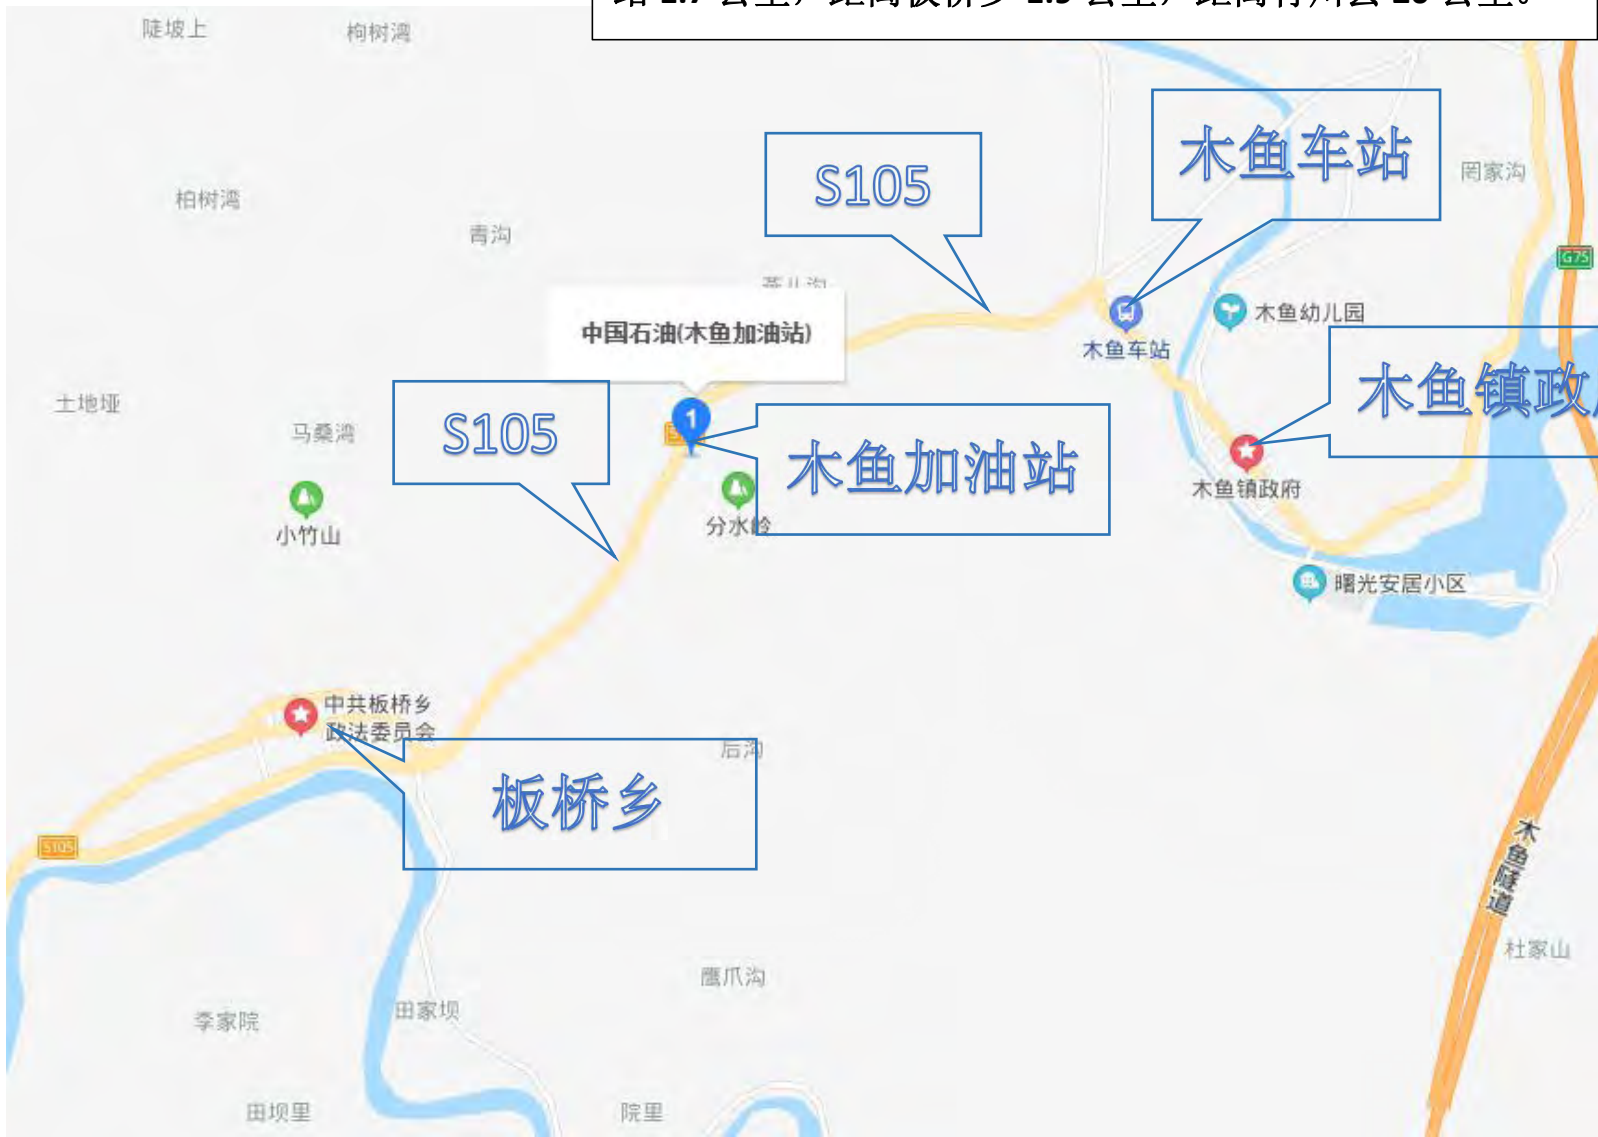 陡坡上
枸树湾
柏树湾
青沟
S105
木鱼车站
罔家沟
G75
中国石油(木鱼加油站)
木鱼车站
木鱼幼儿园
木鱼镇政
土地垭
马桑湾
S105
1
木鱼加油站
小竹山
分水岭
木鱼镇政府
曙光安居小区
中共板桥乡
政法委员会
后沟
板桥乡
S105
木鱼隧道
杜家山
鹰爪沟
李家院
田家坝
田坝里
院里